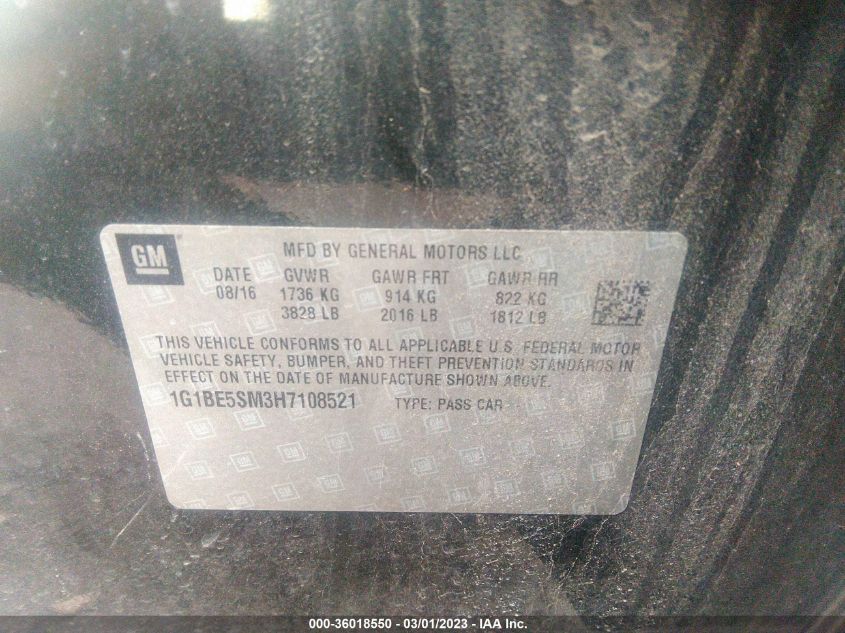 GM
MFD BY GENERAL MOTORS LLC
DATE GVWR GAWR FRT GAWR RR
08/16 1736 KG 914 KG 822 KG
3828 LB 2016 LB 1812 LB
THIS VEHICLE CONFORMS TO ALL APPLICABLE U.S. FEDERAL MOTOR
VEHICLE SAFETY, BUMPER, AND THEFT PREVENTION STANDARDS IN
EFFECT ON THE DATE OF MANUFACTURE SHOWN ABOVE.
1G1BE5SM3H7108521 TYPE: PASS CAR
000-36018550 - 03/01/2023 - © IAA Inc.